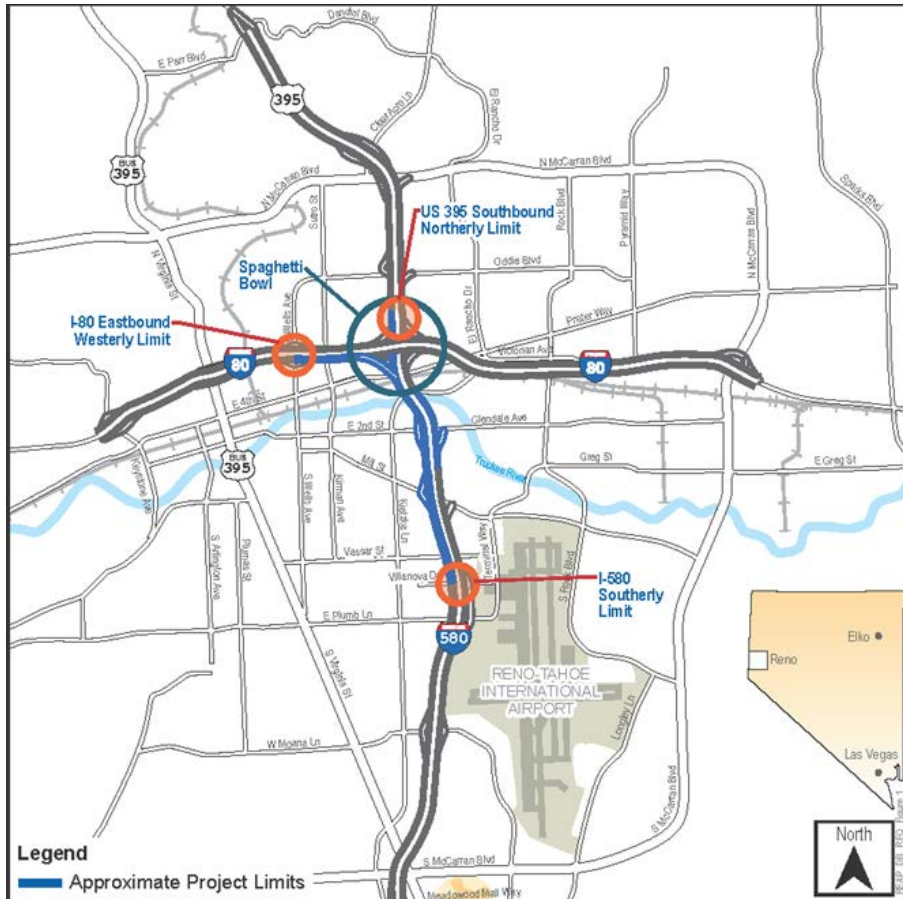 Dandini Blvd
E Parr Blvd
395
Clear Acre Ln
El Rancho Dr
BUS
395
N McCarran Blvd
N McCarran Blvd
Sutro St
US 395 Southbound
Northerly Limit
Rock Blvd
Pyramid Way
Sparks Blvd
N McCarran Blvd
N Virginia St
Spaghetti
Bowl
Oddie Blvd
El Rancho Dr
Prater Way
I-80 Eastbound
Westerly Limit
Wells Ave
Victorian Ave
80
80
E 4th St
E 2nd St
Glendale Ave
Keystone Ave
BUS
395
Mill St
Truckee River
Greg St
E Greg St
S Wells Ave
Kirman Ave
Kietzke Ln
S Arlington Ave
Plumas St
Vassar St
Terminal Way
S Rock Blvd
Villanova D
I-580
Southerly
Limit
E Plumb Ln
580
S Virginia St
RENO-TAHOE
INTERNATIONAL
AIRPORT
Longley Ln
W Moana Ln
S McCarran Blvd
Elko
Reno
Las Vegas
Legend
Approximate Project Limits
S McCarran Blvd
Meadowood Mall Way
North